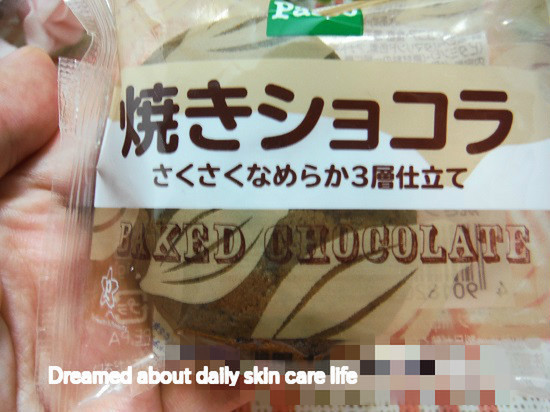 焼きショコラ
さくさくなめらか3層仕立て
BAKED CHOCOLATE
Dreamed about daily skin care life